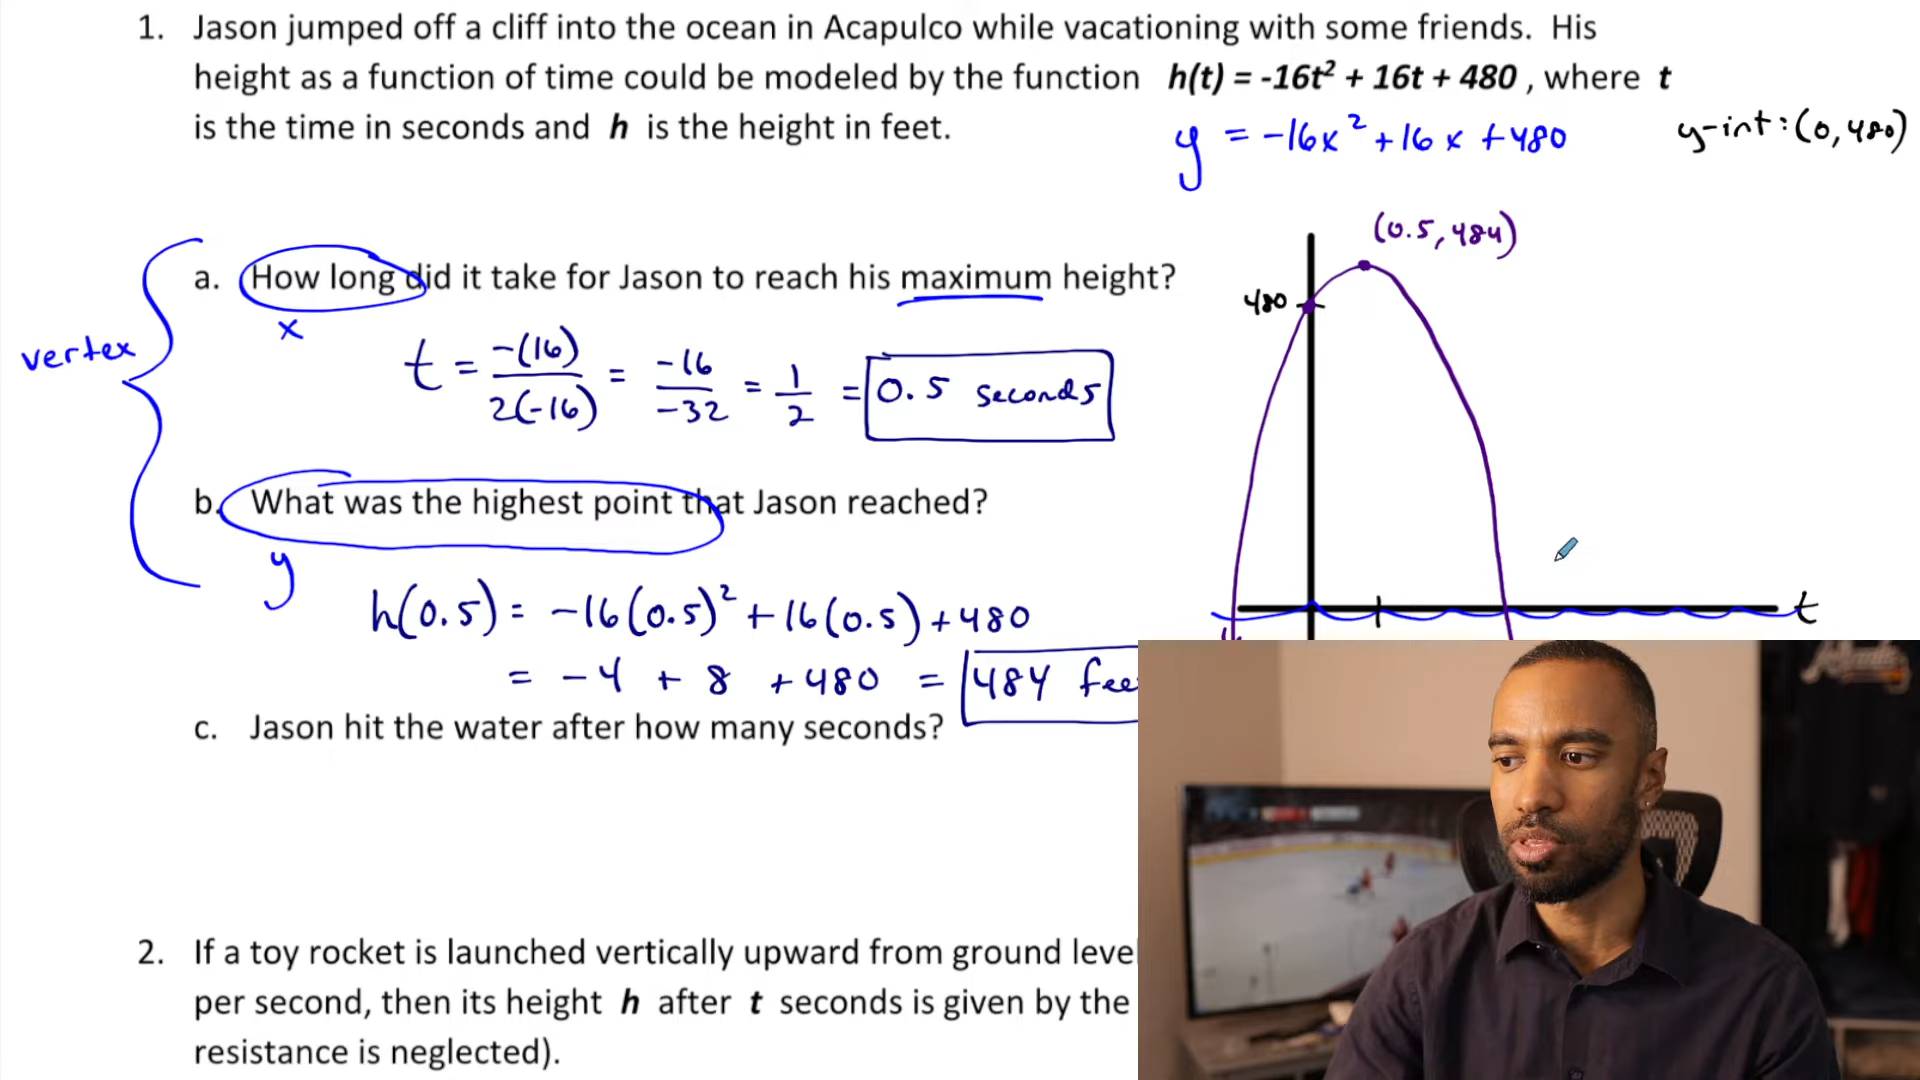 1. Jason jumped off a cliff into the ocean in Acapulco while vacationing with some friends. His
height as a function of time could be modeled by the function h(t) = -16t² + 16t + 480 , where t
is the time in seconds and h is the height in feet.
y = -16x² + 16x + 480
y-int: (0, 480)
(0.5, 484)
480
t
vertex
a. How long did it take for Jason to reach his maximum height?
x
t = -(16)/2(-16) = -16/-32 = 1/2 = 0.5 seconds
b. What was the highest point that Jason reached?
y
h(0.5) = -16(0.5)² + 16(0.5) + 480
= -4 + 8 + 480 = 484 fee
c. Jason hit the water after how many seconds?
2. If a toy rocket is launched vertically upward from ground level
per second, then its height h after t seconds is given by the
resistance is neglected).